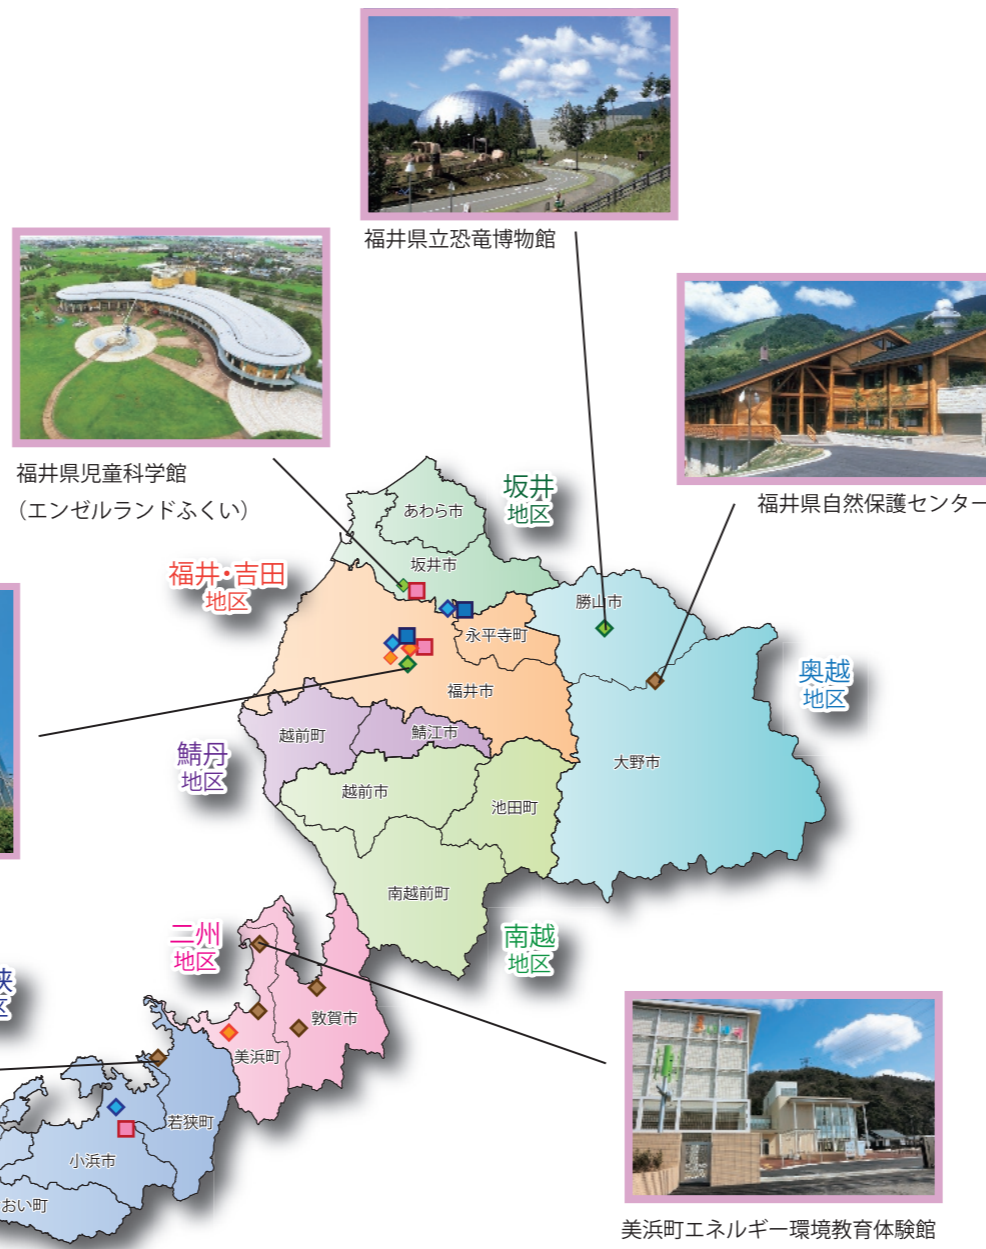 福井県立恐竜博物館
福井県児童科学館
（エンゼルランドふくい）
福井県自然保護センター
坂井
地区
あわら市
坂井市
福井・吉田
地区
勝山市
永平寺町
奥越
地区
福井市
越前町
鯖江市
鯖丹
地区
大野市
越前市
池田町
南越前町
二州
地区
南越
地区
狭
区
敦賀市
美浜町
若狭町
小浜市
おい町
美浜町エネルギー環境教育体験館